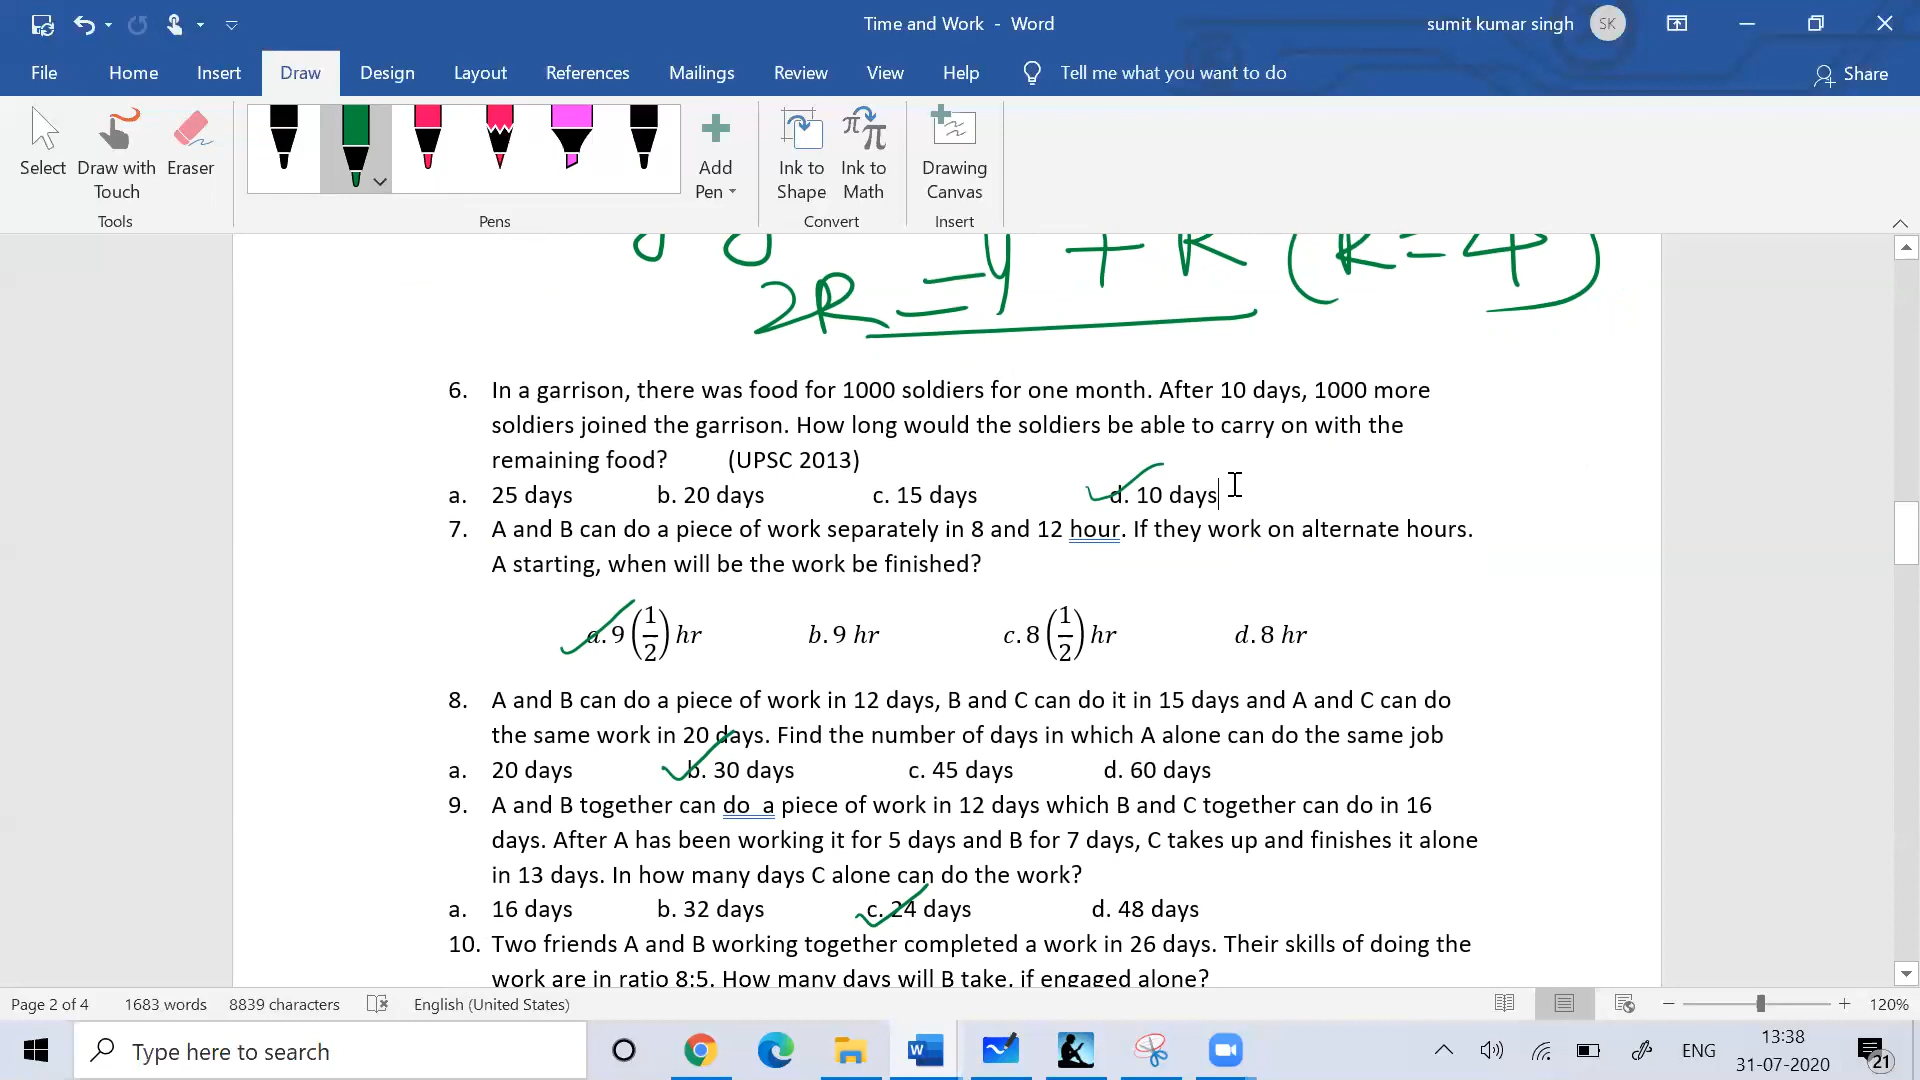 Time and Work - Word
sumit kumar singh
SK
File Home Insert Draw Design Layout References Mailings Review View Help Tell me what you want to do
Share
Select Draw with Touch Eraser
Tools
Pens
Add Pen
Ink to Shape Ink to Math
Convert
Drawing Canvas
Insert
y + R (R=4)
2R =
6. In a garrison, there was food for 1000 soldiers for one month. After 10 days, 1000 more
soldiers joined the garrison. How long would the soldiers be able to carry on with the
remaining food? (UPSC 2013)
a. 25 days b. 20 days c. 15 days d. 10 days
7. A and B can do a piece of work separately in 8 and 12 hour. If they work on alternate hours.
A starting, when will be the work be finished?
a. 9 (1/2) hr b. 9 hr c. 8 (1/2) hr d. 8 hr
8. A and B can do a piece of work in 12 days, B and C can do it in 15 days and A and C can do
the same work in 20 days. Find the number of days in which A alone can do the same job
a. 20 days b. 30 days c. 45 days d. 60 days
9. A and B together can do a piece of work in 12 days which B and C together can do in 16
days. After A has been working it for 5 days and B for 7 days, C takes up and finishes it alone
in 13 days. In how many days C alone can do the work?
a. 16 days b. 32 days c. 24 days d. 48 days
10. Two friends A and B working together completed a work in 26 days. Their skills of doing the
work are in ratio 8:5. How many days will B take, if engaged alone?
Page 2 of 4 1683 words 8839 characters English (United States) 120%
Type here to search
ENG
13:38
31-07-2020
21